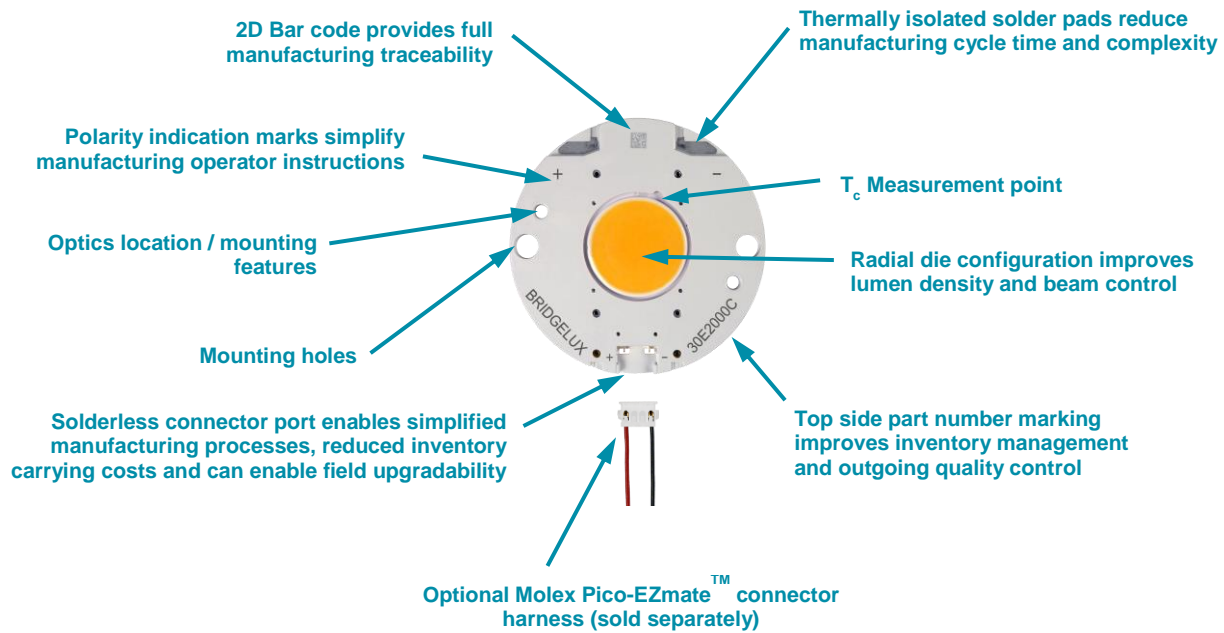 2D Bar code provides full
manufacturing traceability
Thermally isolated solder pads reduce
manufacturing cycle time and complexity
Polarity indication marks simplify
manufacturing operator instructions
+
−
Tc Measurement point
Optics location / mounting
features
Radial die configuration improves
lumen density and beam control
BRIDGELUX
30E2000C
Mounting holes
+
−
Solderless connector port enables simplified
manufacturing processes, reduced inventory
carrying costs and can enable field upgradability
Top side part number marking
improves inventory management
and outgoing quality control
Optional Molex Pico-EZmate™ connector
harness (sold separately)